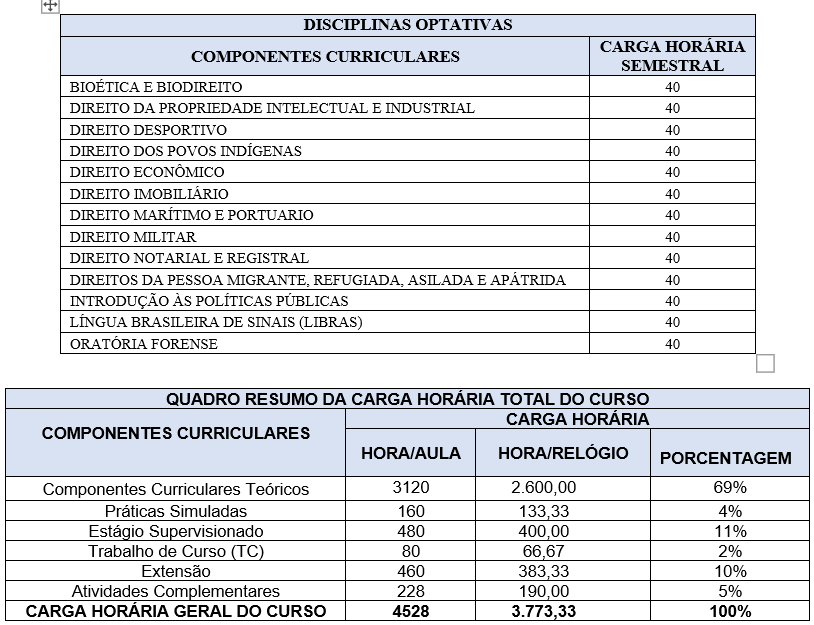 DISCIPLINAS OPTATIVAS
COMPONENTES CURRICULARES CARGA HORÁRIA SEMESTRAL
BIOÉTICA E BIODIREITO 40
DIREITO DA PROPRIEDADE INTELECTUAL E INDUSTRIAL 40
DIREITO DESPORTIVO 40
DIREITO DOS POVOS INDÍGENAS 40
DIREITO ECONÔMICO 40
DIREITO IMOBILIÁRIO 40
DIREITO MARÍTIMO E PORTUARIO 40
DIREITO MILITAR 40
DIREITO NOTARIAL E REGISTRAL 40
DIREITOS DA PESSOA MIGRANTE, REFUGIADA, ASILADA E APÁTRIDA 40
INTRODUÇÃO ÀS POLÍTICAS PÚBLICAS 40
LÍNGUA BRASILEIRA DE SINAIS (LIBRAS) 40
ORATÓRIA FORENSE 40
QUADRO RESUMO DA CARGA HORÁRIA TOTAL DO CURSO
COMPONENTES CURRICULARES CARGA HORÁRIA
HORA/AULA HORA/RELÓGIO PORCENTAGEM
Componentes Curriculares Teóricos 3120 2.600,00 69%
Práticas Simuladas 160 133,33 4%
Estágio Supervisionado 480 400,00 11%
Trabalho de Curso (TC) 80 66,67 2%
Extensão 460 383,33 10%
Atividades Complementares 228 190,00 5%
CARGA HORÁRIA GERAL DO CURSO 4528 3.773,33 100%